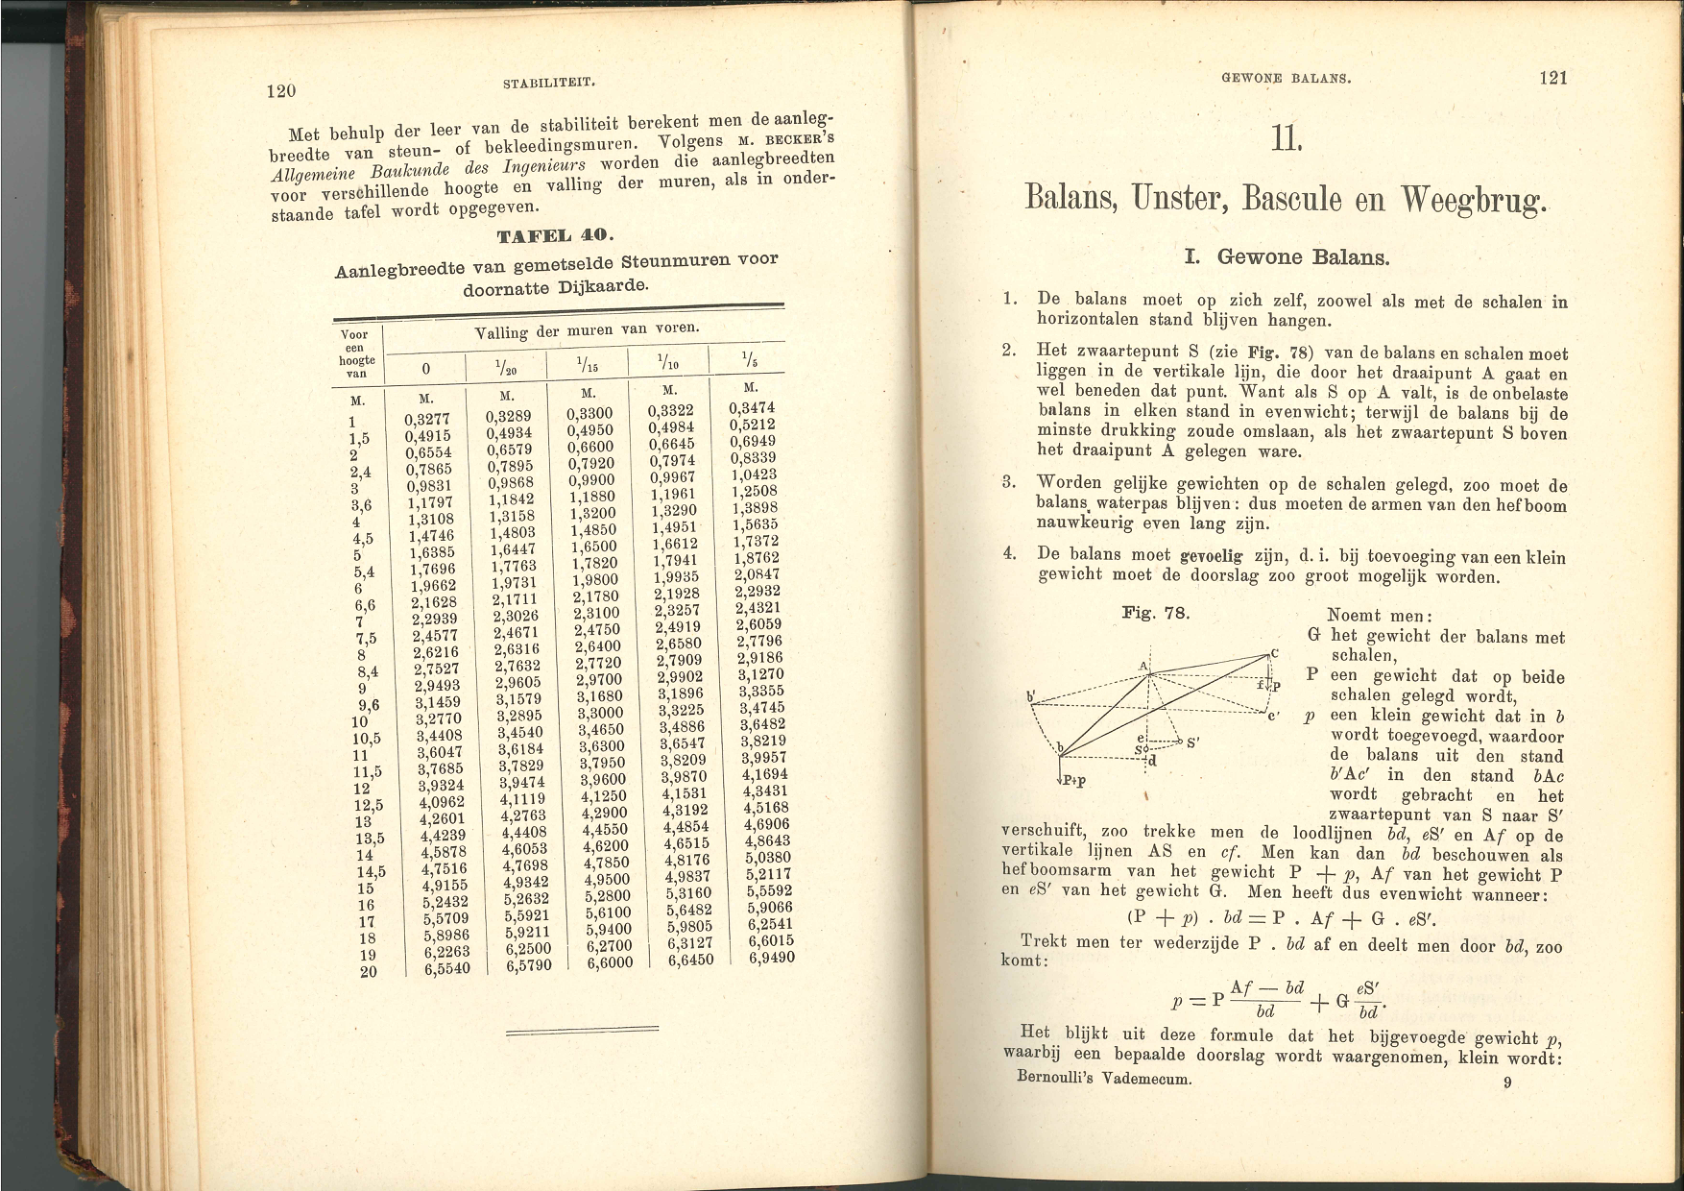 120
STABILITEIT.
Met behulp der leer van de stabiliteit berekent men de aanleg-
breedte van steun- of bekleedingsmuren. Volgens M. BECKER's
Allgemeine Baukunde des Ingenieurs worden die aanlegbreedten
voor verschillende hoogte en valling der muren, als in onder-
staande tafel wordt opgegeven.
TAFEL 40.
Aanlegbreedte van gemetselde Steunmuren voor
doornatte Dijkaarde.
Voor een hoogte van | Valling der muren van voren.
0 | 1/20 | 1/15 | 1/10 | 1/5
M. | M. | M. | M. | M. | M.
1 | 0,3277 | 0,3289 | 0,3300 | 0,3322 | 0,3474
1,5 | 0,4915 | 0,4934 | 0,4950 | 0,4984 | 0,5212
2 | 0,6554 | 0,6579 | 0,6600 | 0,6645 | 0,6949
2,4 | 0,7865 | 0,7895 | 0,7920 | 0,7974 | 0,8339
3 | 0,9831 | 0,9868 | 0,9900 | 0,9967 | 1,0423
3,6 | 1,1797 | 1,1842 | 1,1880 | 1,1961 | 1,2508
4 | 1,3108 | 1,3158 | 1,3200 | 1,3290 | 1,3898
4,5 | 1,4746 | 1,4803 | 1,4850 | 1,4951 | 1,5635
5 | 1,6385 | 1,6447 | 1,6500 | 1,6612 | 1,7372
5,4 | 1,7696 | 1,7763 | 1,7820 | 1,7941 | 1,8762
6 | 1,9662 | 1,9731 | 1,9800 | 1,9935 | 2,0847
6,6 | 2,1628 | 2,1711 | 2,1780 | 2,1928 | 2,2932
7 | 2,2939 | 2,3026 | 2,3100 | 2,3257 | 2,4321
7,5 | 2,4577 | 2,4671 | 2,4750 | 2,4919 | 2,6059
8 | 2,6216 | 2,6316 | 2,6400 | 2,6580 | 2,7796
8,4 | 2,7527 | 2,7632 | 2,7720 | 2,7909 | 2,9186
9 | 2,9493 | 2,9605 | 2,9700 | 2,9902 | 3,1270
9,6 | 3,1459 | 3,1579 | 3,1680 | 3,1896 | 3,3355
10 | 3,2770 | 3,2895 | 3,3000 | 3,3225 | 3,4745
10,5 | 3,4408 | 3,4540 | 3,4650 | 3,4886 | 3,6482
11 | 3,6047 | 3,6184 | 3,6300 | 3,6547 | 3,8219
11,5 | 3,7685 | 3,7829 | 3,7950 | 3,8209 | 3,9957
12 | 3,9324 | 3,9474 | 3,9600 | 3,9870 | 4,1694
12,5 | 4,0962 | 4,1119 | 4,1250 | 4,1531 | 4,3431
13 | 4,2601 | 4,2763 | 4,2900 | 4,3192 | 4,5168
13,5 | 4,4239 | 4,4408 | 4,4550 | 4,4854 | 4,6906
14 | 4,5878 | 4,6053 | 4,6200 | 4,6515 | 4,8643
14,5 | 4,7516 | 4,7698 | 4,7850 | 4,8176 | 5,0380
15 | 4,9155 | 4,9342 | 4,9500 | 4,9837 | 5,2117
16 | 5,2432 | 5,2632 | 5,2800 | 5,3160 | 5,5592
17 | 5,5709 | 5,5921 | 5,6100 | 5,6482 | 5,9066
18 | 5,8986 | 5,9211 | 5,9400 | 5,9805 | 6,2541
19 | 6,2263 | 6,2500 | 6,2700 | 6,3127 | 6,6015
20 | 6,5540 | 6,5790 | 6,6000 | 6,6450 | 6,9490
GEWONE BALANS.
121
11.
Balans, Unster, Bascule en Weegbrug.
I. Gewone Balans.
1. De balans moet op zich zelf, zoowel als met de schalen in
horizontalen stand blijven hangen.
2. Het zwaartepunt S (zie Fig. 78) van de balans en schalen moet
liggen in de vertikale lijn, die door het draaipunt A gaat en
wel beneden dat punt. Want als S op A valt, is de onbelaste
balans in elken stand in evenwicht; terwijl de balans bij de
minste drukking zoude omslaan, als het zwaartepunt S boven
het draaipunt A gelegen ware.
3. Worden gelijke gewichten op de schalen gelegd, zoo moet de
balans waterpas blijven: dus moeten de armen van den hefboom
nauwkeurig even lang zijn.
4. De balans moet gevoelig zijn, d. i. bij toevoeging van een klein
gewicht moet de doorslag zoo groot mogelijk worden.
Fig. 78.
A
C
f
P
b'
c'
b
e
S
S'
d
P+p
Noemt men:
G het gewicht der balans met
schalen,
P een gewicht dat op beide
schalen gelegd wordt,
p een klein gewicht dat in b
wordt toegevoegd, waardoor
de balans uit den stand
b'Ac' in den stand bAc
wordt gebracht en het
zwaartepunt van S naar S'
verschuift, zoo trekke men de loodlijnen bd, eS' en Af op de
vertikale lijnen AS en cf. Men kan dan bd beschouwen als
hefboomsarm van het gewicht P + p, Af van het gewicht P
en eS' van het gewicht G. Men heeft dus evenwicht wanneer:
(P + p) . bd = P . Af + G . eS'.
Trekt men ter wederzijde P . bd af en deelt men door bd, zoo
komt:
p = P (Af — bd)/bd + G eS'/bd.
Het blijkt uit deze formule dat het bijgevoegde gewicht p,
waarbij een bepaalde doorslag wordt waargenomen, klein wordt:
Bernoulli's Vademecum.
9